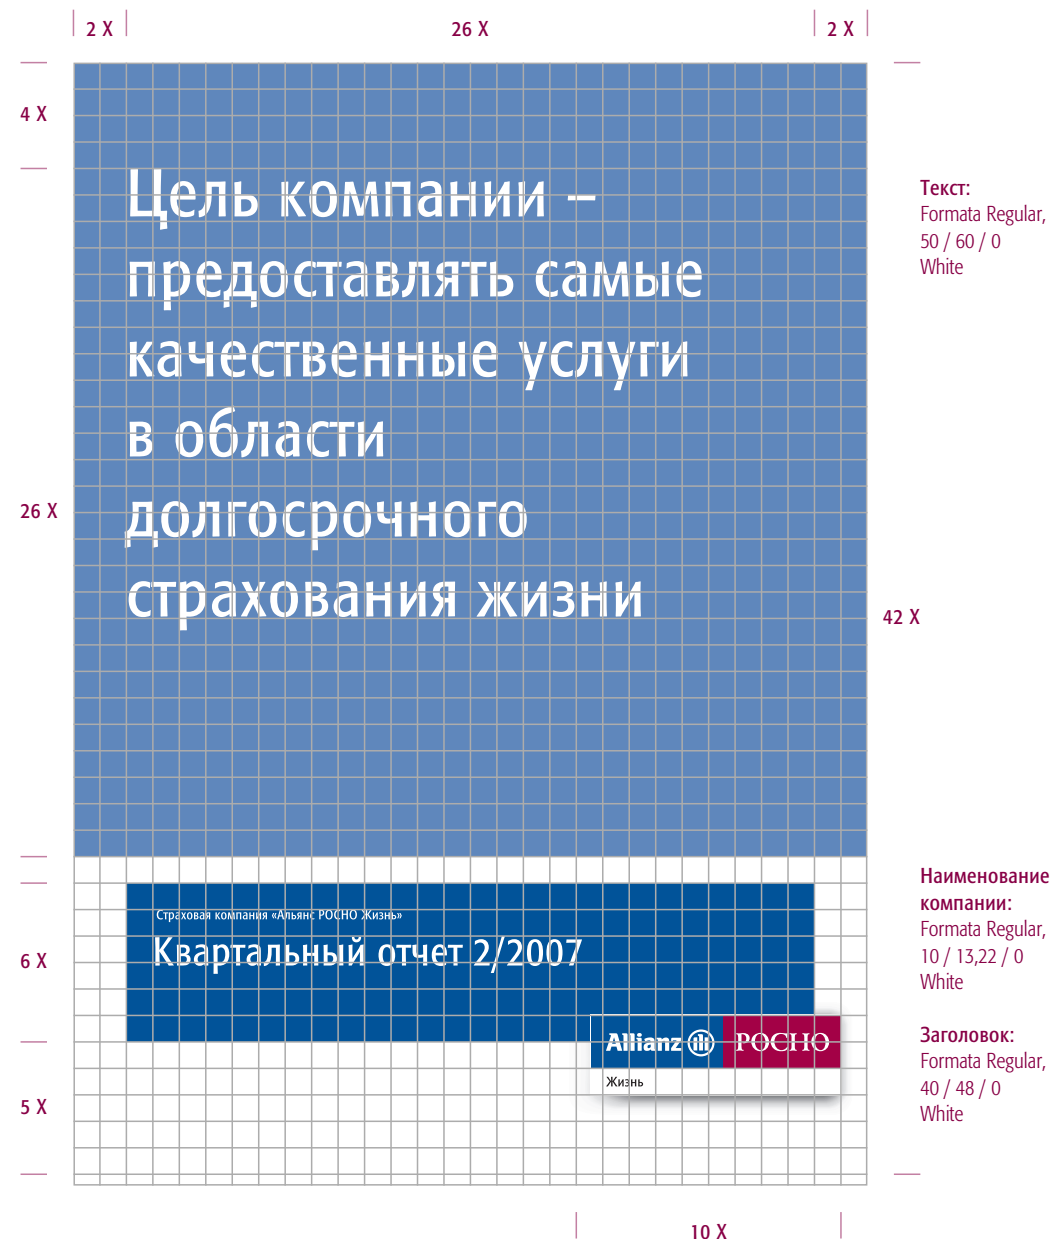 2 X
26 X
2 X
4 X
Текст:
Formata Regular,
50 / 60 / 0
White
Цель компании –
предоставлять самые
качественные услуги
в области
долгосрочного
страхования жизни
26 X
42 X
Наименование
компании:
Formata Regular,
10 / 13,22 / 0
White
Страховая компания «Альянс РОСНО Жизнь»
Квартальный отчет 2/2007
6 X
Заголовок:
Formata Regular,
40 / 48 / 0
White
Allianz РОСНО
Жизнь
5 X
10 X